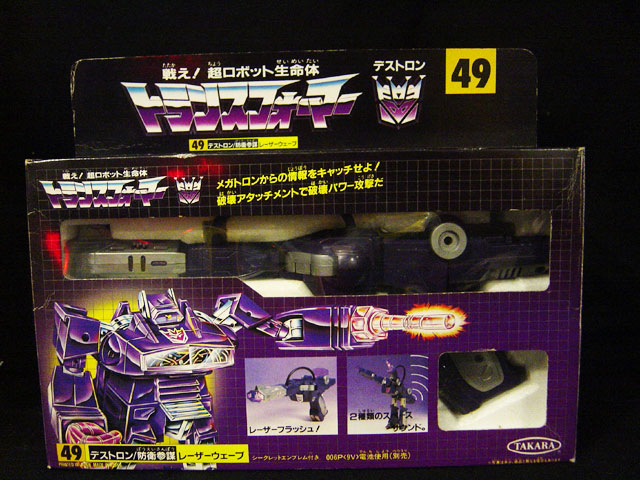 戦え! 超ロボット生命体
トランスフォーマー
デストロン
49
49 デストロン/防衛参謀 レーザーウェーブ
戦え! 超ロボット生命体
トランスフォーマー
メガトロンからの情報をキャッチせよ!
破壊アタッチメントで破壊パワー攻撃だ
レーザーフラッシュ!
2種類の
サウンド。
49 デストロン/防衛参謀 レーザーウェーブ
シークレットエンブレム付き 006P<9V>電池使用(別売)
TAKARA